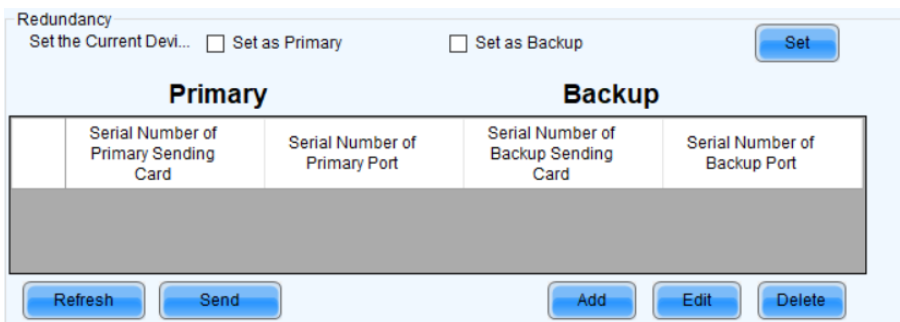 Redundancy
Set the Current Devi... Set as Primary Set as Backup Set
Primary Backup
Serial Number of Primary Sending Card Serial Number of Primary Port Serial Number of Backup Sending Card Serial Number of Backup Port
Refresh Send Add Edit Delete